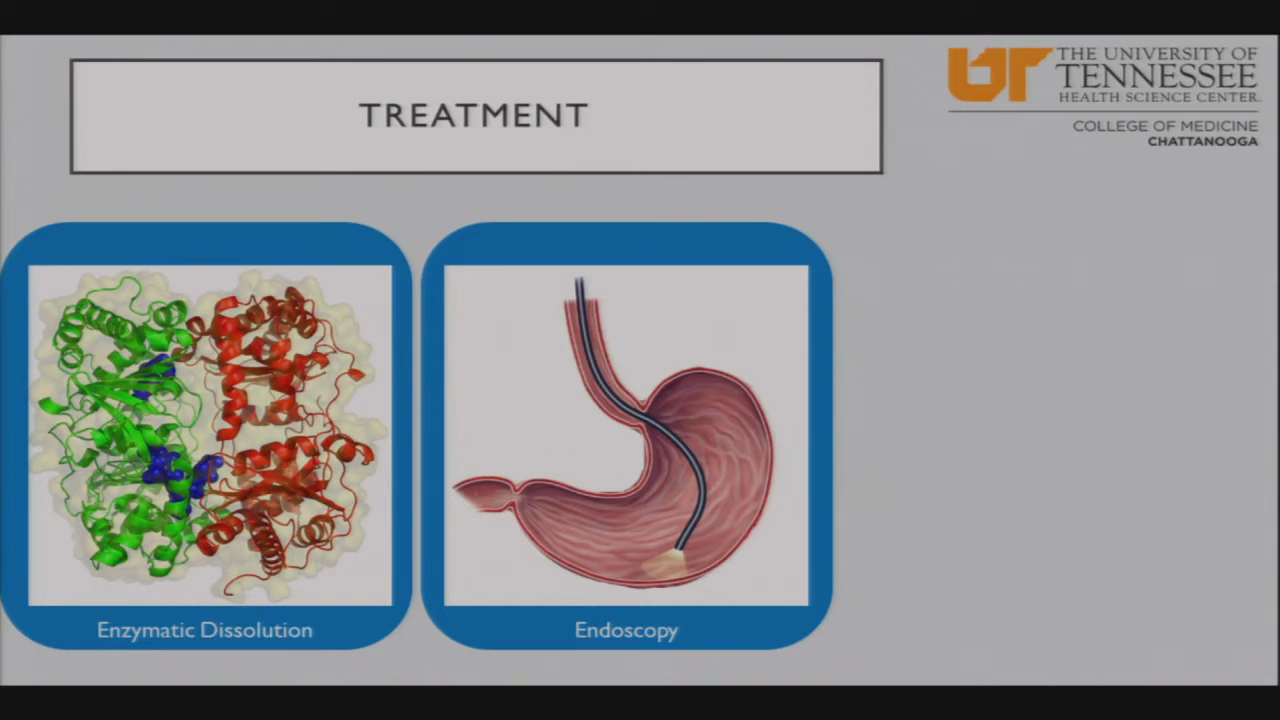 TREATMENT
THE UNIVERSITY OF
TENNESSEE
HEALTH SCIENCE CENTER
COLLEGE OF MEDICINE
CHATTANOOGA
Enzymatic Dissolution
Endoscopy